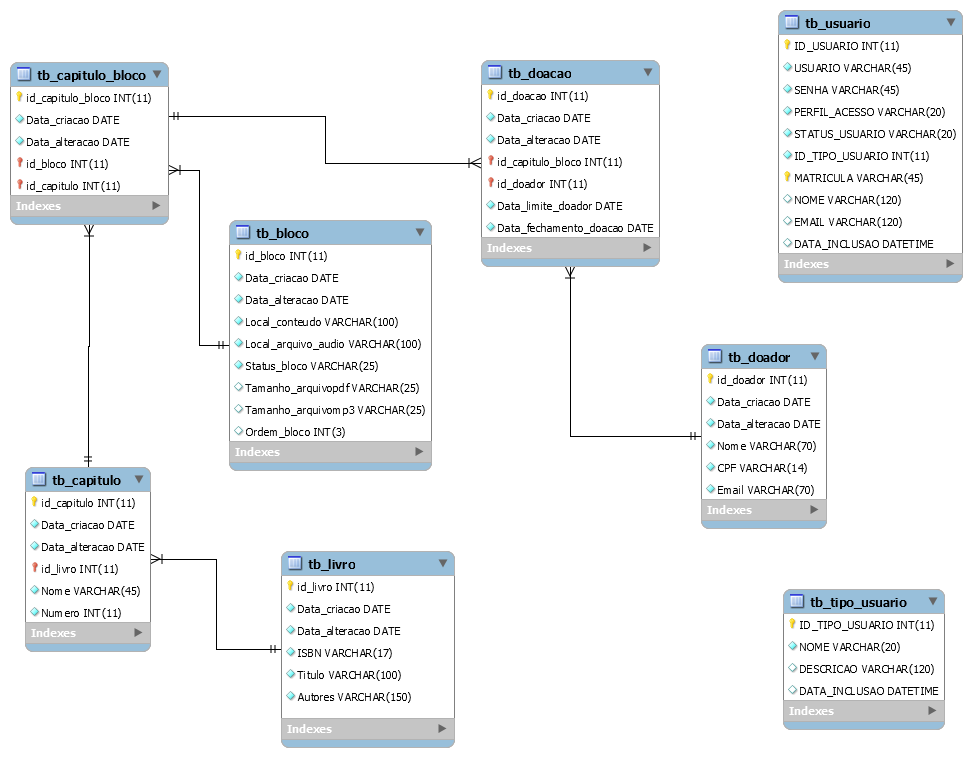 tb_usuario
ID_USUARIO INT(11)
USUARIO VARCHAR(45)
SENHA VARCHAR(45)
PERFIL_ACESSO VARCHAR(20)
STATUS_USUARIO VARCHAR(20)
ID_TIPO_USUARIO INT(11)
MATRICULA VARCHAR(45)
NOME VARCHAR(120)
EMAIL VARCHAR(120)
DATA_INCLUSAO DATETIME
Indexes
tb_capitulo_bloco
id_capitulo_bloco INT(11)
Data_criacao DATE
Data_alteracao DATE
id_bloco INT(11)
id_capitulo INT(11)
Indexes
tb_doacao
id_doacao INT(11)
Data_criacao DATE
Data_alteracao DATE
id_capitulo_bloco INT(11)
id_doador INT(11)
Data_limite_doador DATE
Data_fechamento_doacao DATE
Indexes
tb_bloco
id_bloco INT(11)
Data_criacao DATE
Data_alteracao DATE
Local_conteudo VARCHAR(100)
Local_arquivo_audio VARCHAR(100)
Status_bloco VARCHAR(25)
Tamanho_arquivopdf VARCHAR(25)
Tamanho_arquivomp3 VARCHAR(25)
Ordem_bloco INT(3)
Indexes
tb_doador
id_doador INT(11)
Data_criacao DATE
Data_alteracao DATE
Nome VARCHAR(70)
CPF VARCHAR(14)
Email VARCHAR(70)
Indexes
tb_capitulo
id_capitulo INT(11)
Data_criacao DATE
Data_alteracao DATE
id_livro INT(11)
Nome VARCHAR(45)
Numero INT(11)
Indexes
tb_livro
id_livro INT(11)
Data_criacao DATE
Data_alteracao DATE
ISBN VARCHAR(17)
Titulo VARCHAR(100)
Autores VARCHAR(150)
Indexes
tb_tipo_usuario
ID_TIPO_USUARIO INT(11)
NOME VARCHAR(20)
DESCRICAO VARCHAR(120)
DATA_INCLUSAO DATETIME
Indexes